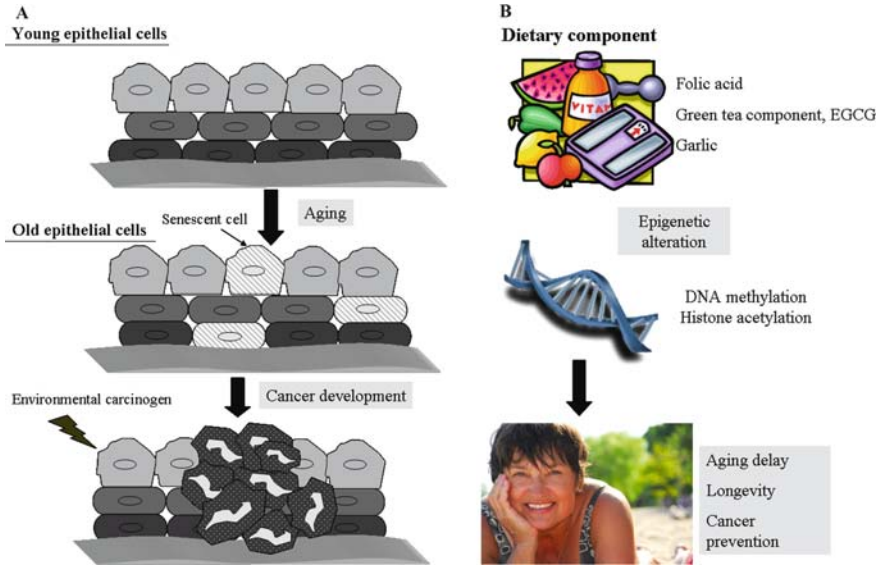 A
Young epithelial cells
Aging
Senescent cell
Old epithelial cells
Cancer development
Environmental carcinogen
B
Dietary component
VITA
Folic acid
Green tea component, EGCG
Garlic
Epigenetic
alteration
DNA methylation
Histone acetylation
Aging delay
Longevity
Cancer
prevention